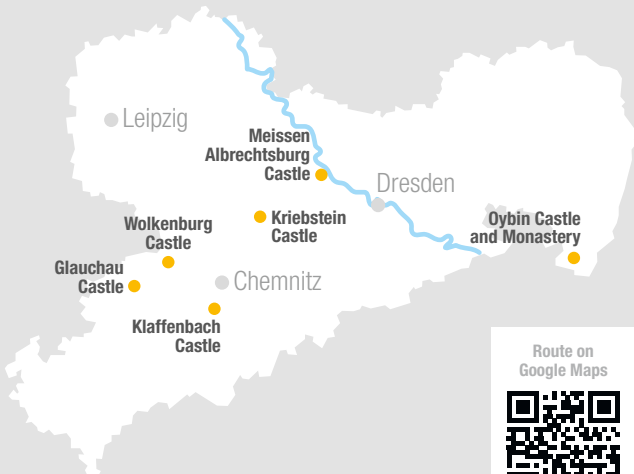 Leipzig
Meissen
Albrechtsburg
Castle
Dresden
Kriebstein
Castle
Oybin Castle
and Monastery
Wolkenburg
Castle
Glauchau
Castle
Chemnitz
Klaffenbach
Castle
Route on
Google Maps